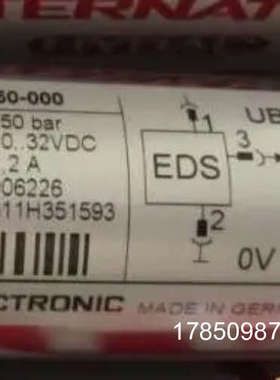 INTERNAT
50-000
50 bar
0..32VDC
2 A
06226
11H351593
UB
1
EDS
3
2
0V
CTRONIC MADE IN GER
17850987